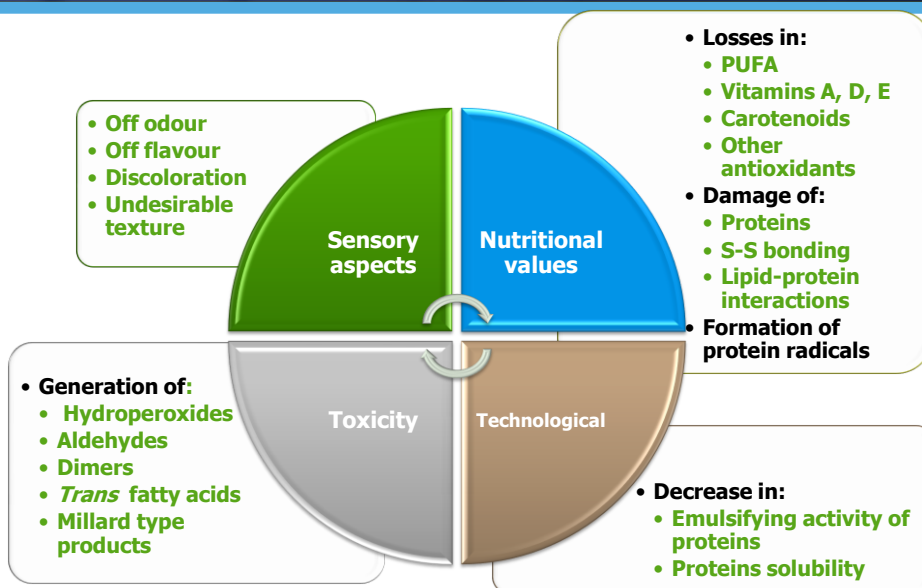 • Off odour
• Off flavour
• Discoloration
• Undesirable
texture
Sensory
aspects
Nutritional
values
• Losses in:
• PUFA
• Vitamins A, D, E
• Carotenoids
• Other
antioxidants
• Damage of:
• Proteins
• S-S bonding
• Lipid-protein
interactions
• Formation of
protein radicals
• Generation of:
• Hydroperoxides
• Aldehydes
• Dimers
• Trans fatty acids
• Millard type
products
Toxicity
Technological
• Decrease in:
• Emulsifying activity of
proteins
• Proteins solubility